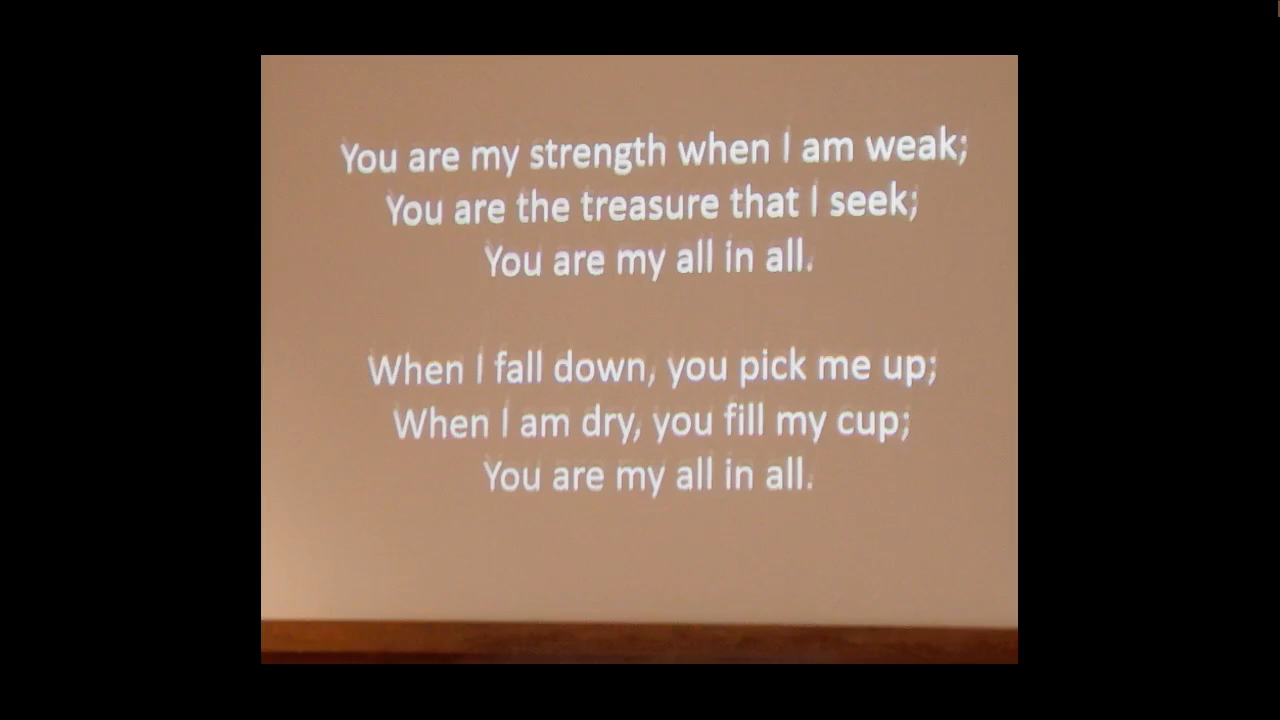 You are my strength when I am weak;
You are the treasure that I seek;
You are my all in all.
When I fall down, you pick me up;
When I am dry, you fill my cup;
You are my all in all.